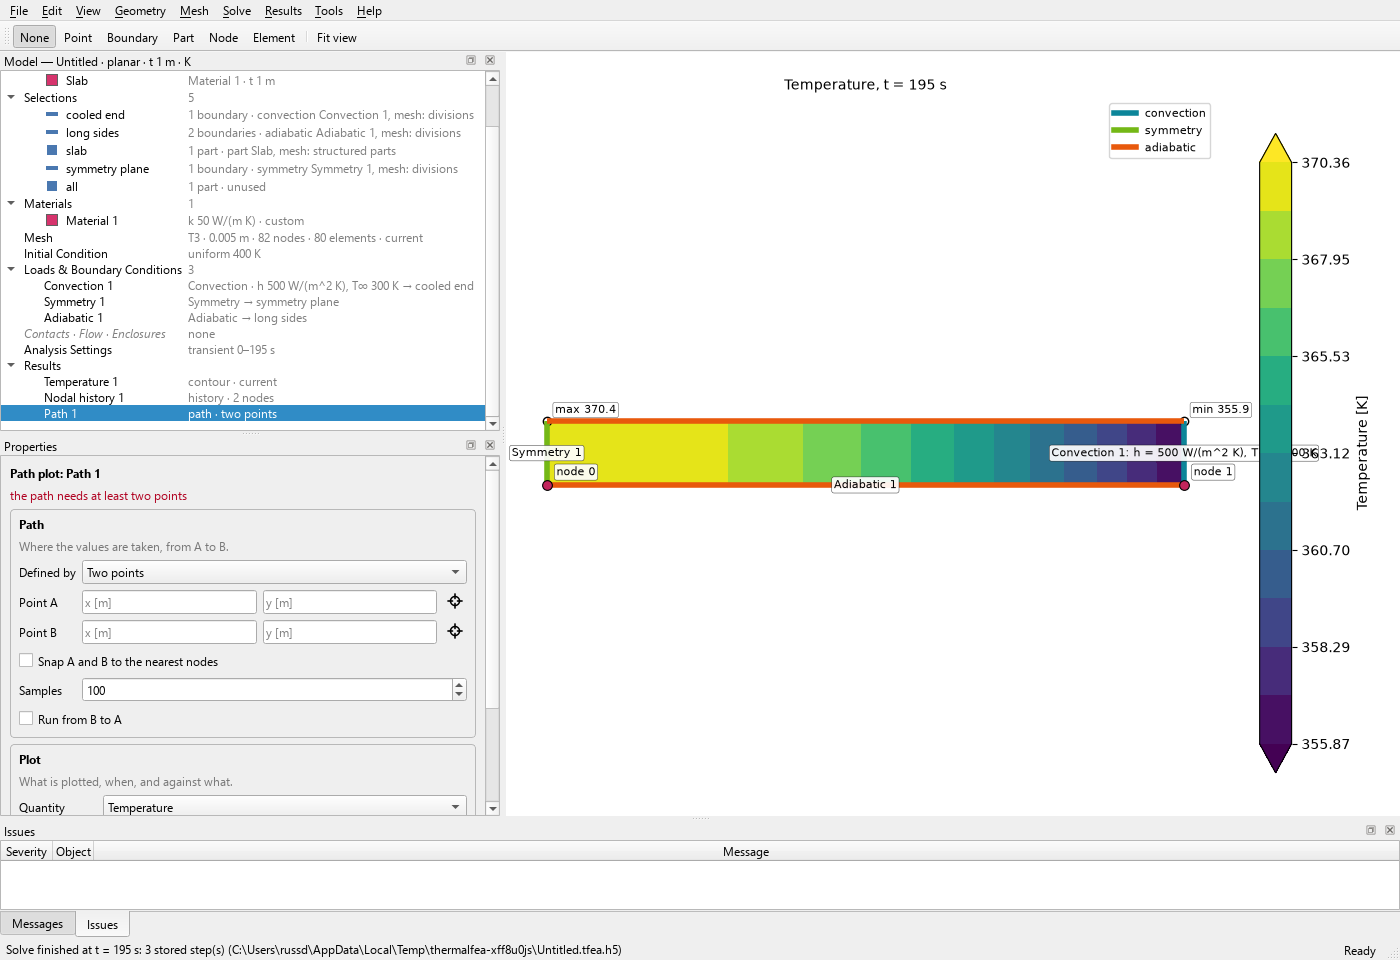 File Edit View Geometry Mesh Solve Results Tools Help
None Point Boundary Part Node Element Fit view
Model — Untitled · planar · t 1 m · K
Slab Material 1 · t 1 m
Selections 5
cooled end 1 boundary · convection Convection 1, mesh: divisions
long sides 2 boundaries · adiabatic Adiabatic 1, mesh: divisions
slab 1 part · part Slab, mesh: structured parts
symmetry plane 1 boundary · symmetry Symmetry 1, mesh: divisions
all 1 part · unused
Materials 1
Material 1 k 50 W/(m K) · custom
Mesh T3 · 0.005 m · 82 nodes · 80 elements · current
Initial Condition uniform 400 K
Loads & Boundary Conditions 3
Convection 1 Convection · h 500 W/(m^2 K), T∞ 300 K → cooled end
Symmetry 1 Symmetry → symmetry plane
Adiabatic 1 Adiabatic → long sides
Contacts · Flow · Enclosures none
Analysis Settings transient 0–195 s
Results
Temperature 1 contour · current
Nodal history 1 history · 2 nodes
Path 1 path · two points
Properties
Path plot: Path 1
the path needs at least two points
Path
Where the values are taken, from A to B.
Defined by Two points
Point A x [m] y [m]
Point B x [m] y [m]
Snap A and B to the nearest nodes
Samples 100
Run from B to A
Plot
What is plotted, when, and against what.
Quantity Temperature
Temperature, t = 195 s
convection
symmetry
adiabatic
max 370.4
min 355.9
Symmetry 1
Convection 1: h = 500 W/(m^2 K), T
node 0
node 1
Adiabatic 1
370.36
367.95
365.53
363.12
360.70
358.29
355.87
Temperature [K]
Issues
Severity Object Message
Messages Issues
Solve finished at t = 195 s: 3 stored step(s) (C:\Users\russd\AppData\Local\Temp\thermalfea-xff8u0js\Untitled.tfea.h5) Ready